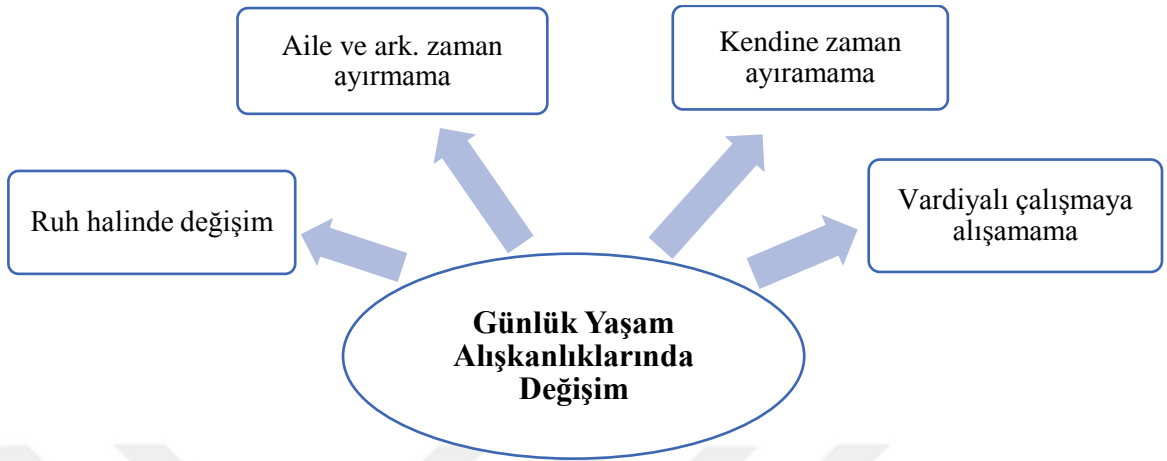 Aile ve ark. zaman
ayırmama
Kendine zaman
ayıramama
Ruh halinde değişim
Vardiyalı çalışmaya
alışamama
Günlük Yaşam
Alışkanlıklarında
Değişim